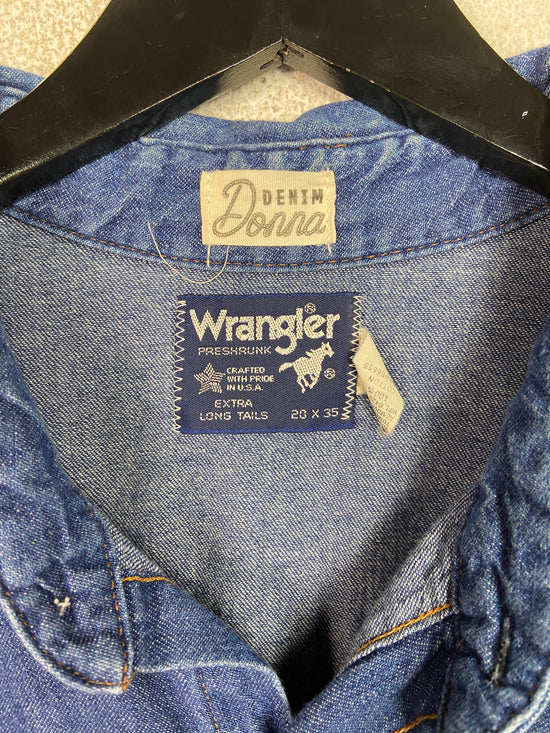 DENIM
Donna
Wrangler®
PRESHRUNK
®
CRAFTED
WITH PRIDE
IN U.S.A.
EXTRA
LONG TAILS 20 X 35